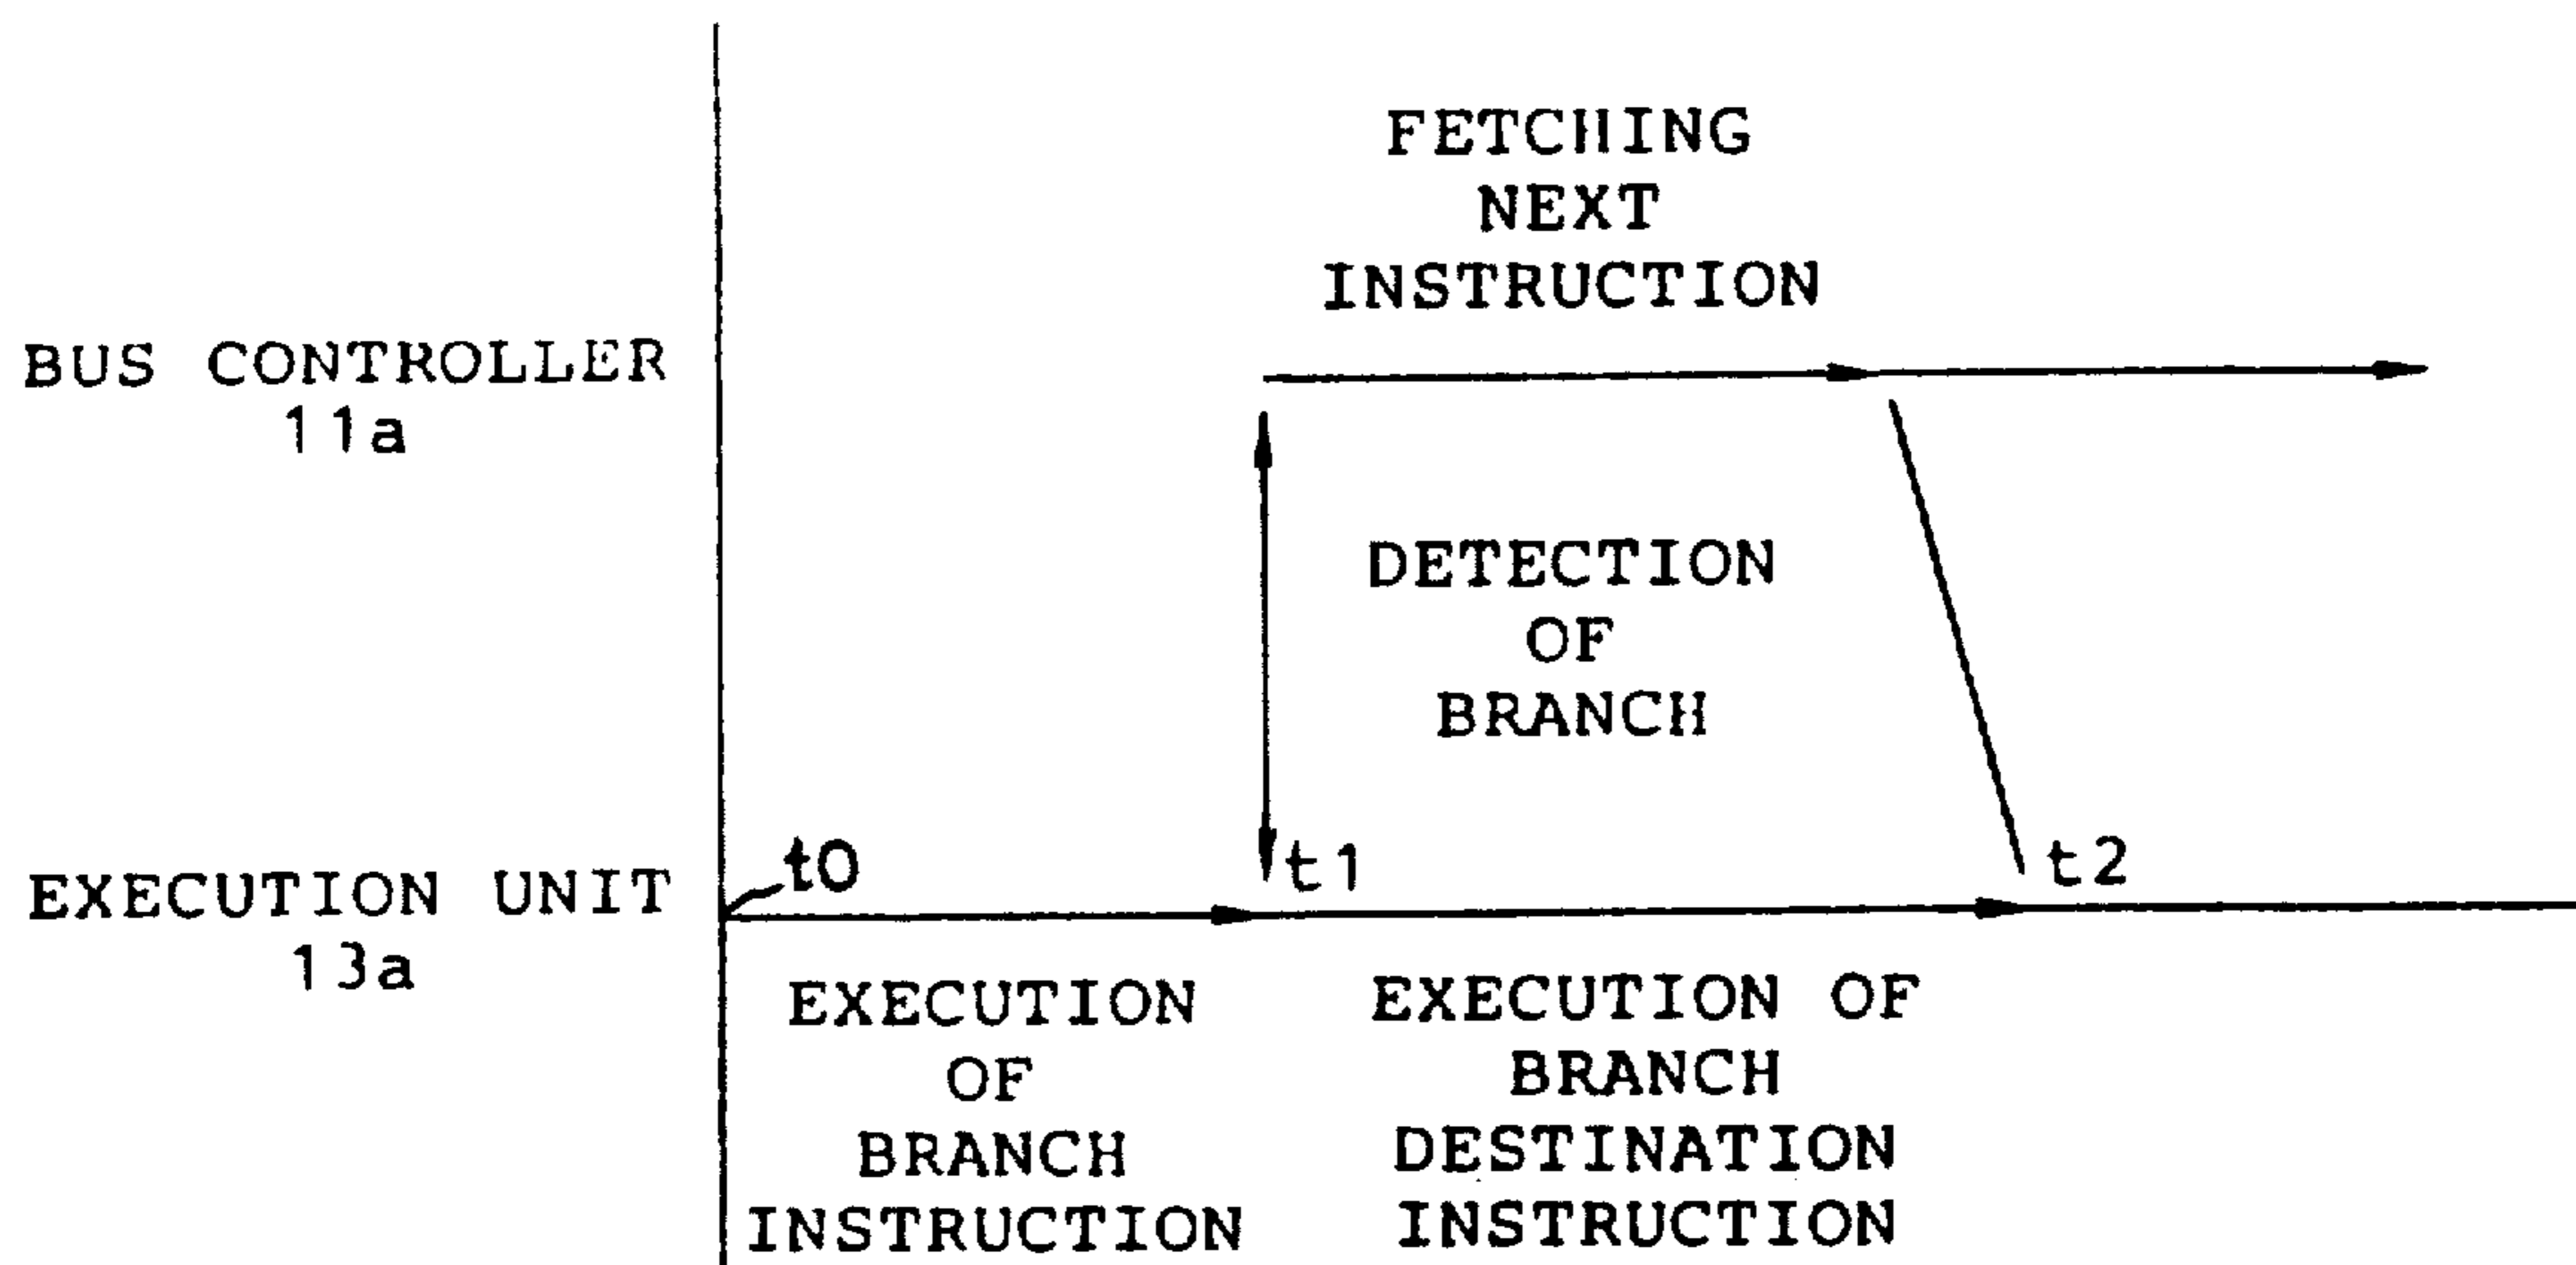 FETCHING
NEXT
INSTRUCTION
BUS CONTROLLER
11a
DETECTION
OF
BRANCH
EXECUTION UNIT
13a
t0
t1
t2
EXECUTION
OF
BRANCH
INSTRUCTION
EXECUTION OF
BRANCH
DESTINATION
INSTRUCTION